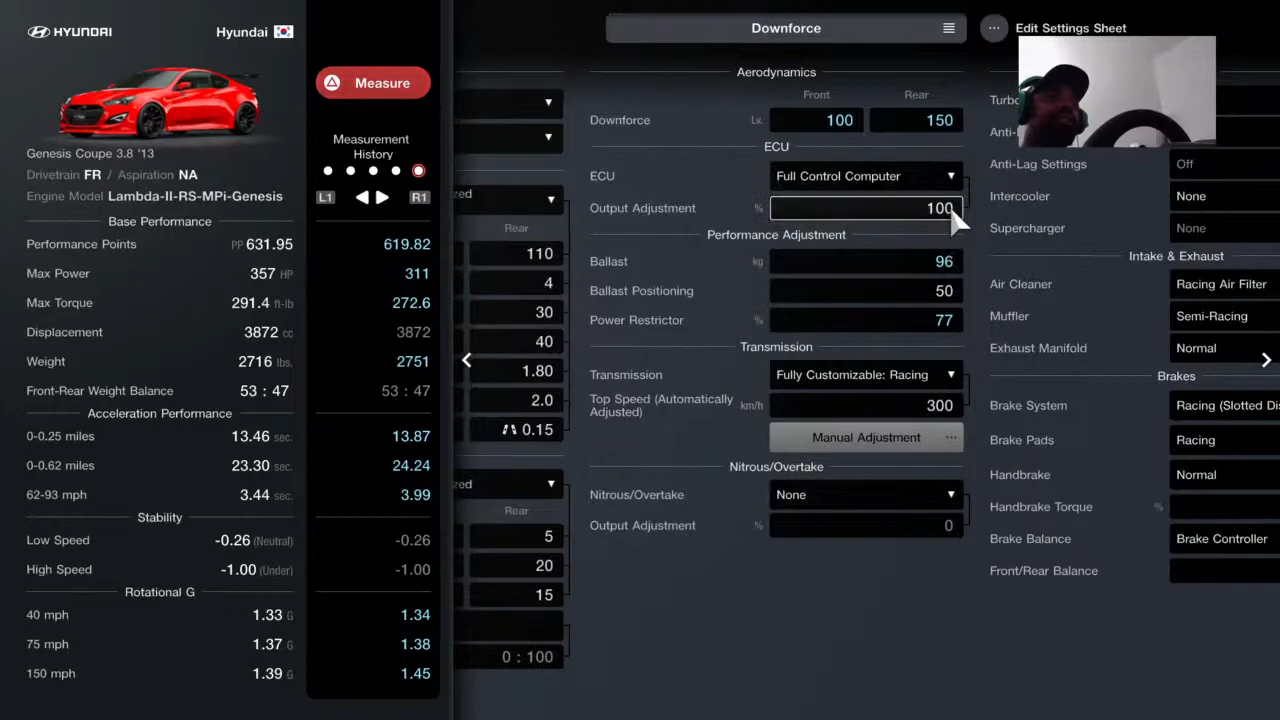 HYUNDAI Hyundai
Genesis Coupe 3.8 '13
Drivetrain FR / Aspiration NA
Engine Model Lambda-II-RS-MPi-Genesis
Base Performance
Performance Points PP 631.95
Max Power 357 HP
Max Torque 291.4 ft-lb
Displacement 3872 cc
Weight 2716 lbs.
Front-Rear Weight Balance 53 : 47
Acceleration Performance
0-0.25 miles 13.46 sec.
0-0.62 miles 23.30 sec.
62-93 mph 3.44 sec.
Stability
Low Speed -0.26 (Neutral)
High Speed -1.00 (Under)
Rotational G
40 mph 1.33 G
75 mph 1.37 G
150 mph 1.39 G
Measure
Measurement
History
L1 R1
619.82
311
272.6
3872
2751
53 : 47
13.87
24.24
3.99
-0.26
-1.00
1.34
1.38
1.45
Rear
110
4
30
40
1.80
2.0
0.15
Rear
5
20
15
0 : 100
Downforce
Aerodynamics
Front Rear
Downforce Lv. 100 150
ECU
ECU Full Control Computer
Output Adjustment % 100
Performance Adjustment
Ballast kg 96
Ballast Positioning 50
Power Restrictor % 77
Transmission
Transmission Fully Customizable: Racing
Top Speed (Automatically
Adjusted) km/h 300
Manual Adjustment ...
Nitrous/Overtake
Nitrous/Overtake None
Output Adjustment % 0
Edit Settings Sheet
Anti-Lag Settings Off
Intercooler None
Supercharger None
Intake & Exhaust
Air Cleaner Racing Air Filter
Muffler Semi-Racing
Exhaust Manifold Normal
Brakes
Brake System Racing (Slotted Di
Brake Pads Racing
Handbrake Normal
Handbrake Torque %
Brake Balance Brake Controller
Front/Rear Balance